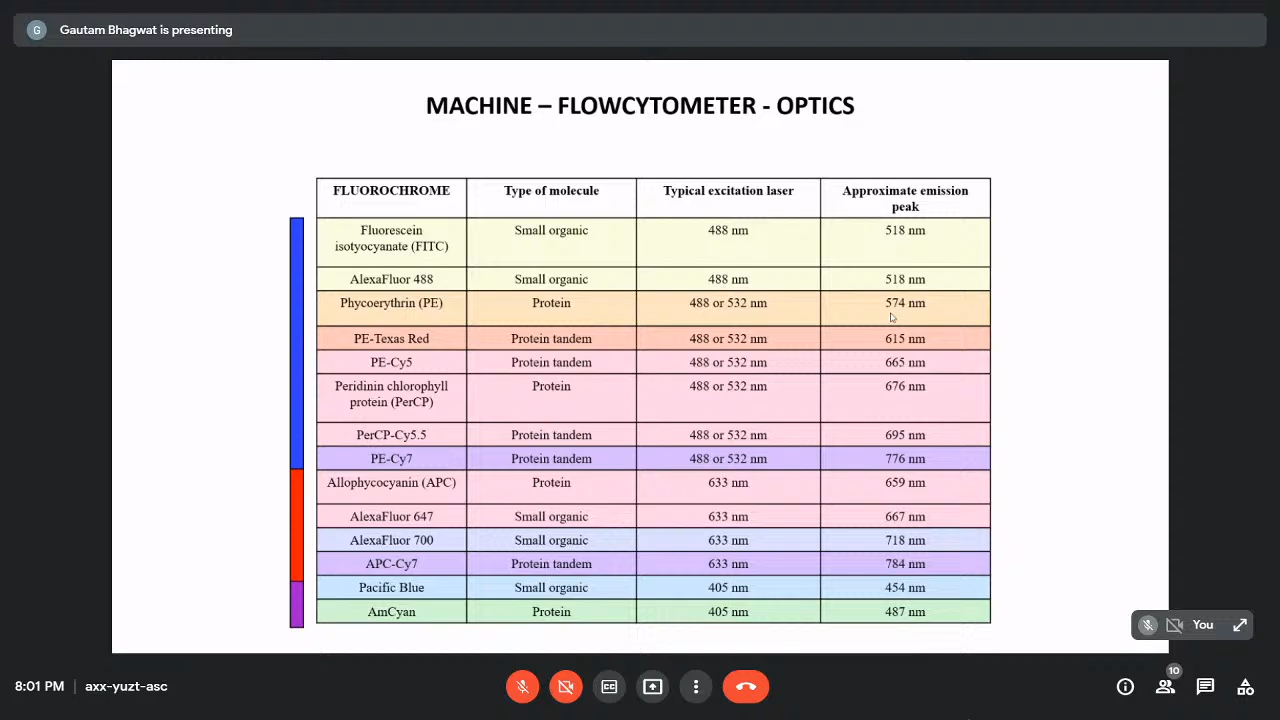 G Gautam Bhagwat is presenting
MACHINE – FLOWCYTOMETER - OPTICS
FLUOROCHROME Type of molecule Typical excitation laser Approximate emission
peak
Fluorescein Small organic 488 nm 518 nm
isotyocyanate (FITC)
AlexaFluor 488 Small organic 488 nm 518 nm
Phycoerythrin (PE) Protein 488 or 532 nm 574 nm
PE-Texas Red Protein tandem 488 or 532 nm 615 nm
PE-Cy5 Protein tandem 488 or 532 nm 665 nm
Peridinin chlorophyll Protein 488 or 532 nm 676 nm
protein (PerCP)
PerCP-Cy5.5 Protein tandem 488 or 532 nm 695 nm
PE-Cy7 Protein tandem 488 or 532 nm 776 nm
Allophycocyanin (APC) Protein 633 nm 659 nm
AlexaFluor 647 Small organic 633 nm 667 nm
AlexaFluor 700 Small organic 633 nm 718 nm
APC-Cy7 Protein tandem 633 nm 784 nm
Pacific Blue Small organic 405 nm 454 nm
AmCyan Protein 405 nm 487 nm
You
8:01 PM | axx-yuzt-asc
CC
10